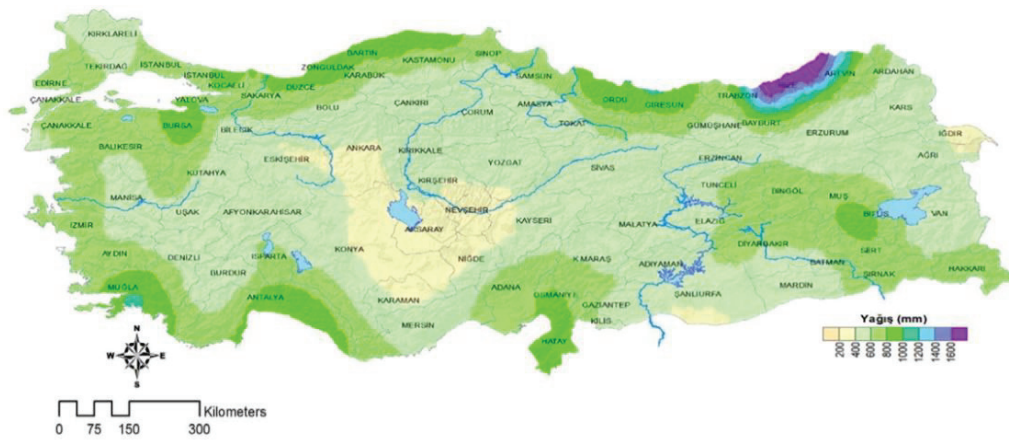 KIRKLARELİ
EDİRNE
TEKİRDAĞ
İSTANBUL
İSTANBUL
KOCAELİ
YALOVA
SAKARYA
DÜZCE
ZONGULDAK
BARTIN
KARABÜK
KASTAMONU
SİNOP
SAMSUN
ORDU
GİRESUN
TRABZON
ARTVİN
ARDAHAN
KARS
IĞDIR
ÇANAKKALE
ÇANAKKALE
BURSA
BİLECİK
BOLU
ÇANKIRI
ÇORUM
AMASYA
TOKAT
GÜMÜŞHANE
BAYBURT
ERZURUM
AĞRI
BALIKESİR
KÜTAHYA
ESKİŞEHİR
ANKARA
KIRIKKALE
YOZGAT
SİVAS
ERZİNCAN
TUNCELİ
BİNGÖL
MUŞ
BİTLİS
VAN
MANİSA
İZMİR
UŞAK
AFYONKARAHİSAR
KIRŞEHİR
NEVŞEHİR
AKSARAY
KAYSERİ
MALATYA
ELAZIĞ
DİYARBAKIR
BATMAN
SİİRT
ŞIRNAK
HAKKARİ
AYDIN
DENİZLİ
BURDUR
ISPARTA
KONYA
NİĞDE
K.MARAŞ
ADIYAMAN
MARDİN
ŞANLIURFA
MUĞLA
ANTALYA
KARAMAN
MERSİN
ADANA
OSMANİYE
GAZİANTEP
KİLİS
HATAY
Yağış (mm)
200
400
600
800
1000
1200
1400
1600
N
W
E
S
Kilometers
0 75 150 300